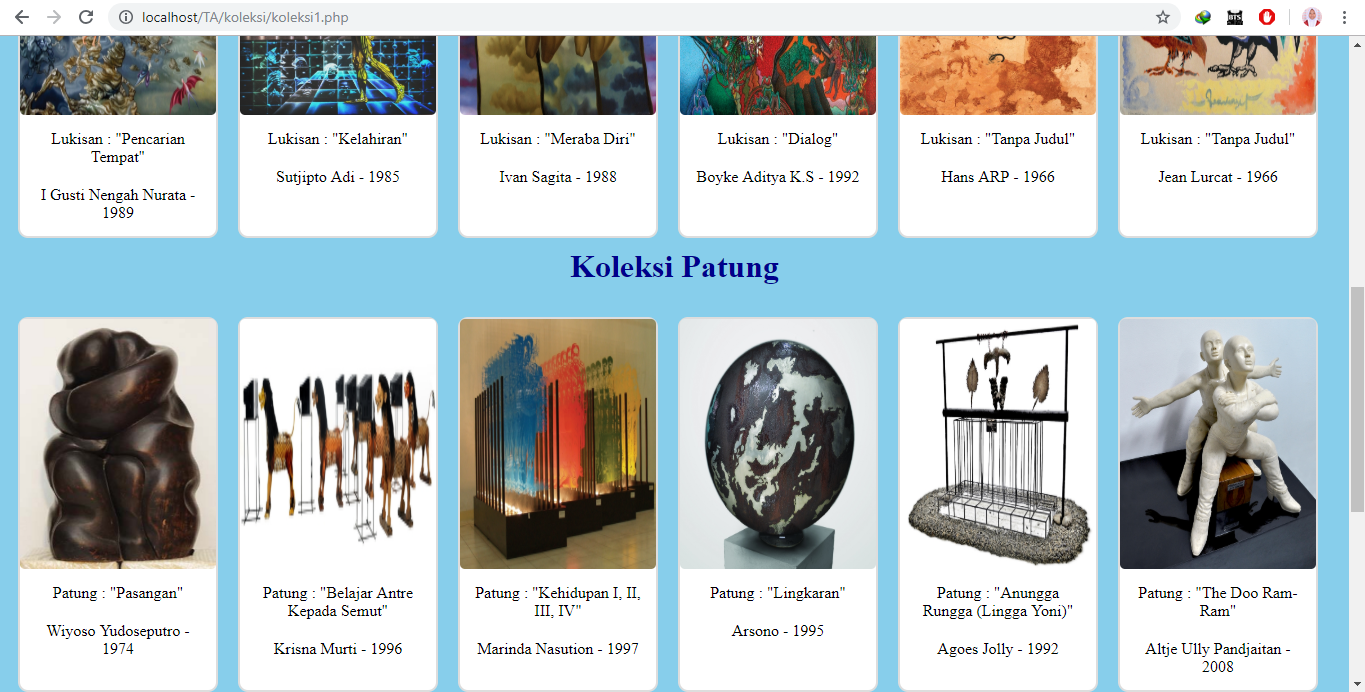 localhost/TA/koleksi/koleksi1.php
BTS
Lukisan : "Pencarian
Tempat"
I Gusti Nengah Nurata -
1989
Lukisan : "Kelahiran"
Sutjipto Adi - 1985
Lukisan : "Meraba Diri"
Ivan Sagita - 1988
Lukisan : "Dialog"
Boyke Aditya K.S - 1992
Lukisan : "Tanpa Judul"
Hans ARP - 1966
Lukisan : "Tanpa Judul"
Jean Lurcat - 1966
Koleksi Patung
Patung : "Pasangan"
Wiyoso Yudoseputro -
1974
Patung : "Belajar Antre
Kepada Semut"
Krisna Murti - 1996
Patung : "Kehidupan I, II,
III, IV"
Marinda Nasution - 1997
Patung : "Lingkaran"
Arsono - 1995
Patung : "Anungga
Rungga (Lingga Yoni)"
Agoes Jolly - 1992
Patung : "The Doo Ram-
Ram"
Altje Ully Pandjaitan -
2008